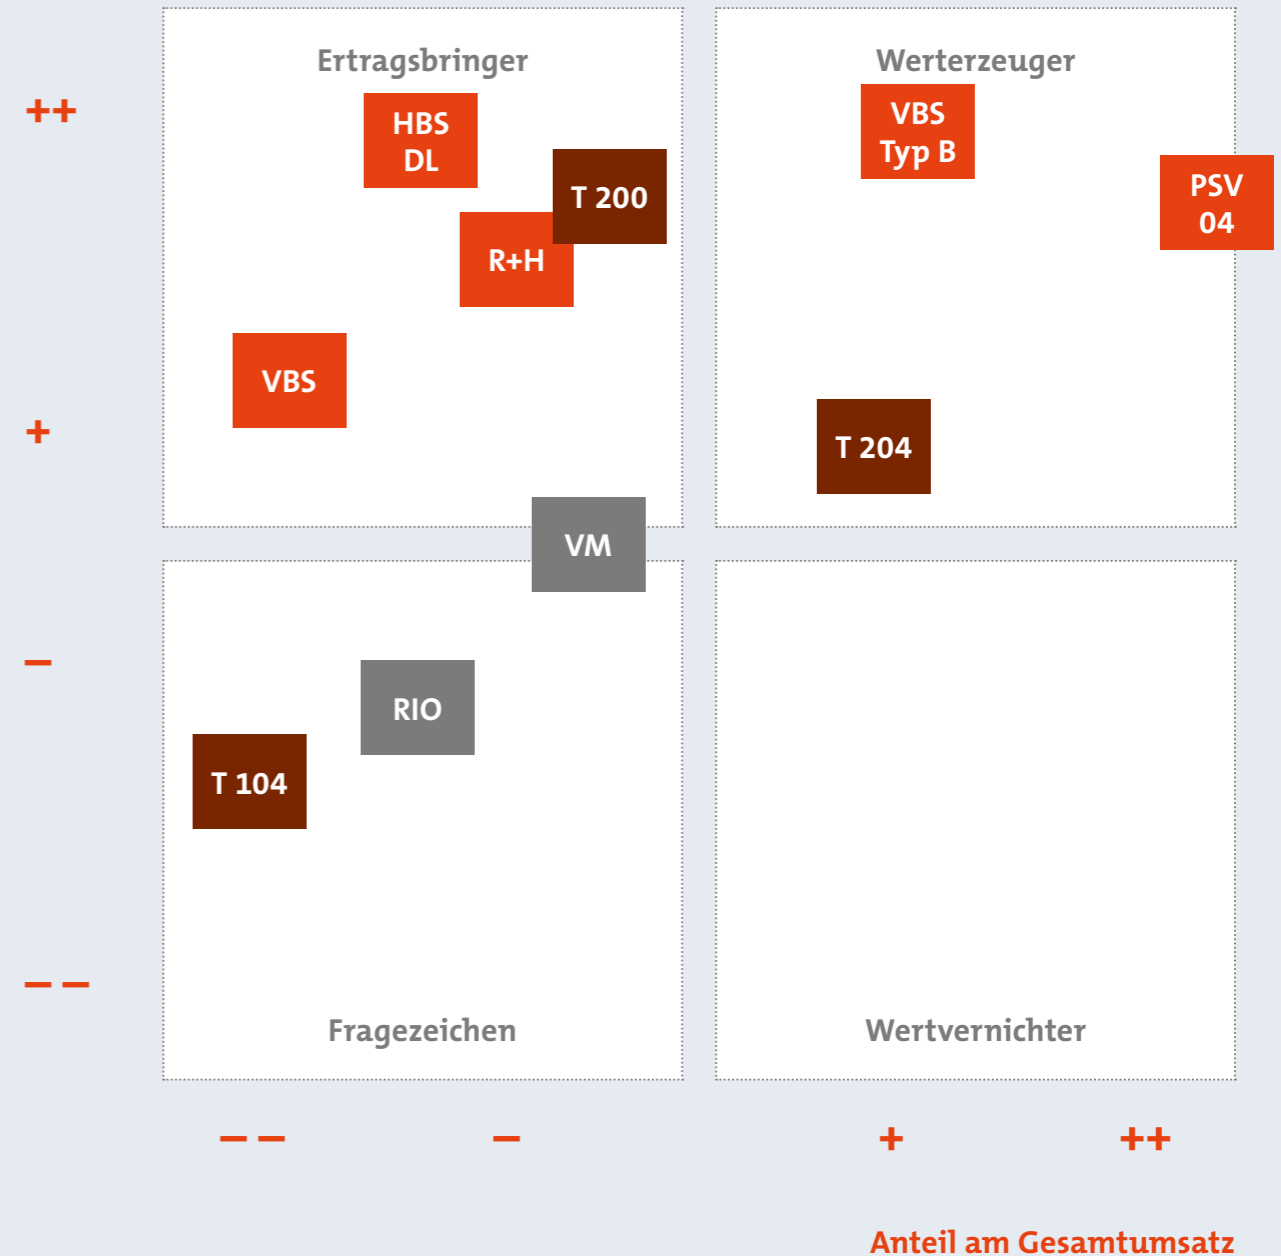 Ertragsbringer
Werterzeuger
++
HBS
DL
VBS
Typ B
T 200
PSV
04
R+H
VBS
+
T 204
VM
–
RIO
T 104
– –
Fragezeichen
Wertvernichter
– –
–
+
++
Anteil am Gesamtumsatz